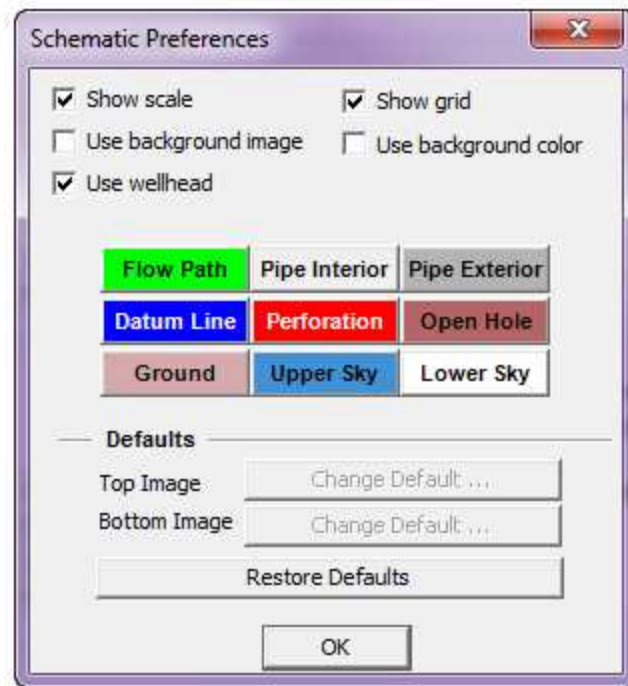 Schematic Preferences
Show scale Show grid
Use background image Use background color
Use wellhead
Flow Path Pipe Interior Pipe Exterior
Datum Line Perforation Open Hole
Ground Upper Sky Lower Sky
Defaults
Top Image Change Default ...
Bottom Image Change Default ...
Restore Defaults
OK